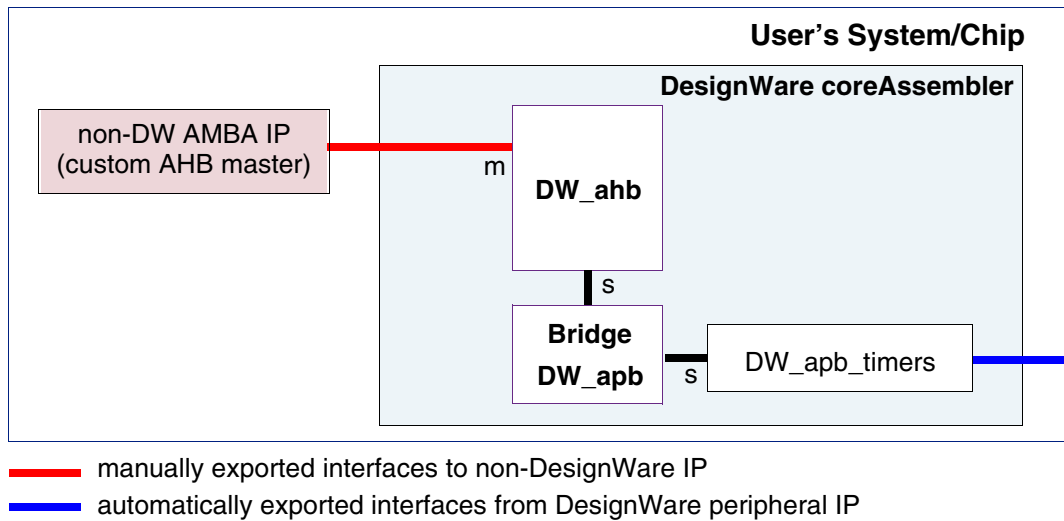 User's System/Chip
DesignWare coreAssembler
non-DW AMBA IP
(custom AHB master)
m
DW_ahb
s
Bridge
DW_apb
s
DW_apb_timers
manually exported interfaces to non-DesignWare IP
automatically exported interfaces from DesignWare peripheral IP